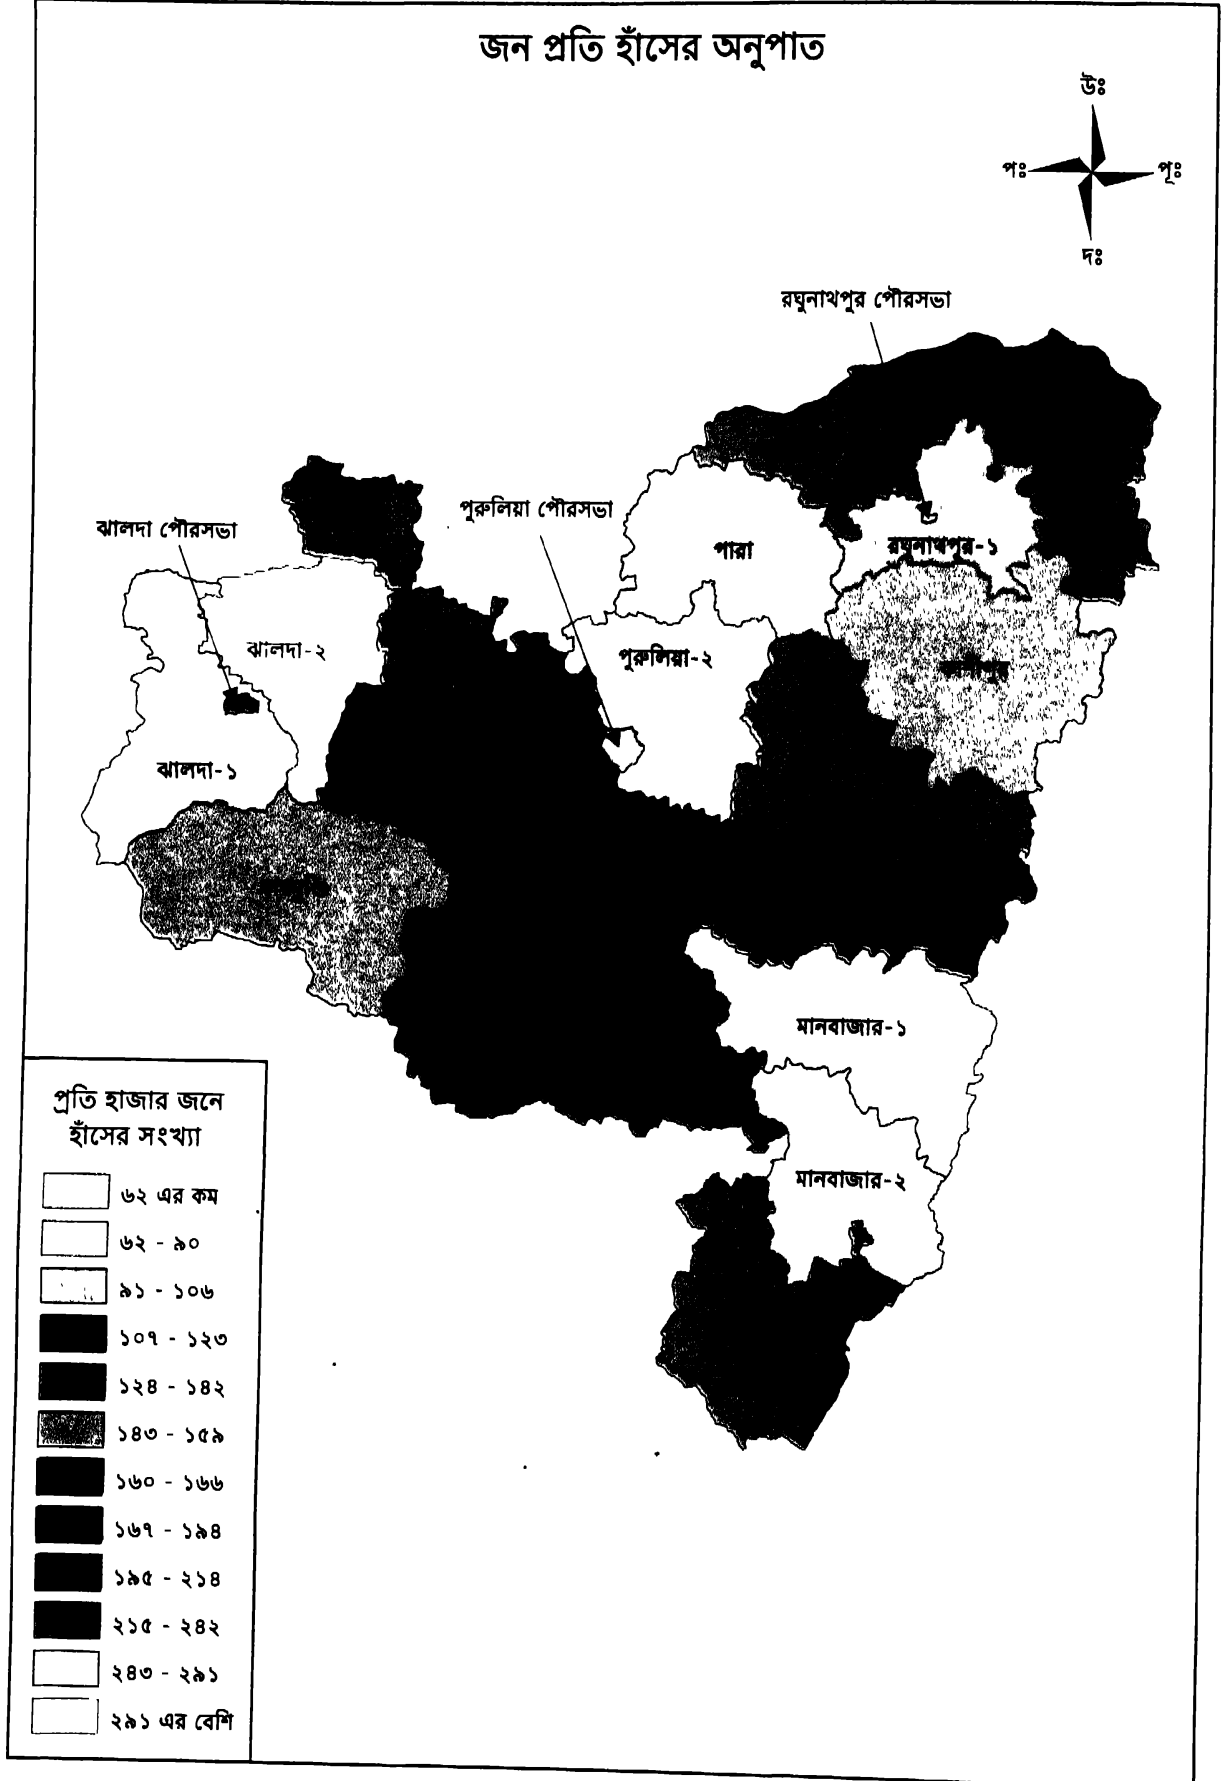 জন প্রতি হাঁসের অনুপাত
উঃ
পঃ
পূঃ
দঃ
রঘুনাথপুর পৌরসভা
পুরুলিয়া পৌরসভা
ঝালদা পৌরসভা
পারা
রঘুনাথপুর-১
ঝালদা-২
পুরুলিয়া-২
কাশীপুর
ঝালদা-১
মানবাজার-১
মানবাজার-২
প্রতি হাজার জনে
হাঁসের সংখ্যা
৬২ এর কম
৬২ - ৯০
৯১ - ১০৬
১০৭ - ১২৩
১২৪ - ১৪২
১৪৩ - ১৫৯
১৬০ - ১৬৬
১৬৭ - ১৯৪
১৯৫ - ২১৪
২১৫ - ২৪২
২৪৩ - ২৯১
২৯১ এর বেশি